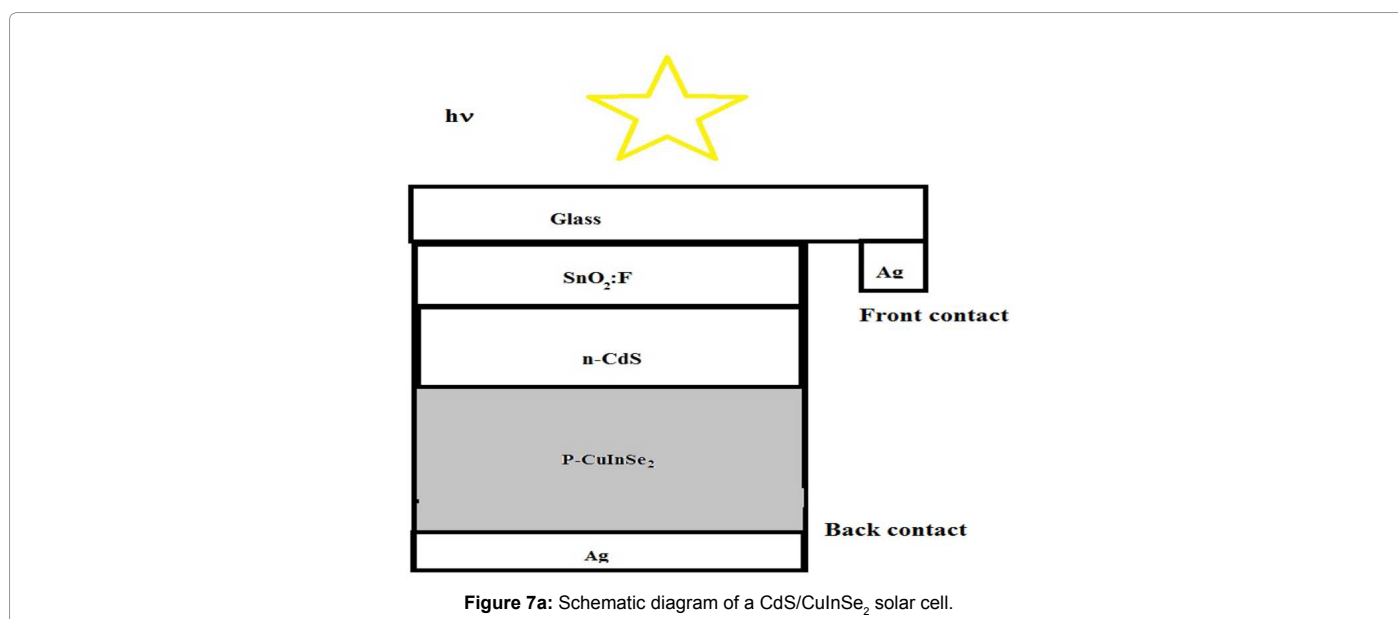 hν
Glass
SnO₂:F
Ag
Front contact
n-CdS
P-CuInSe₂
Back contact
Ag
Figure 7a: Schematic diagram of a CdS/CuInSe₂ solar cell.